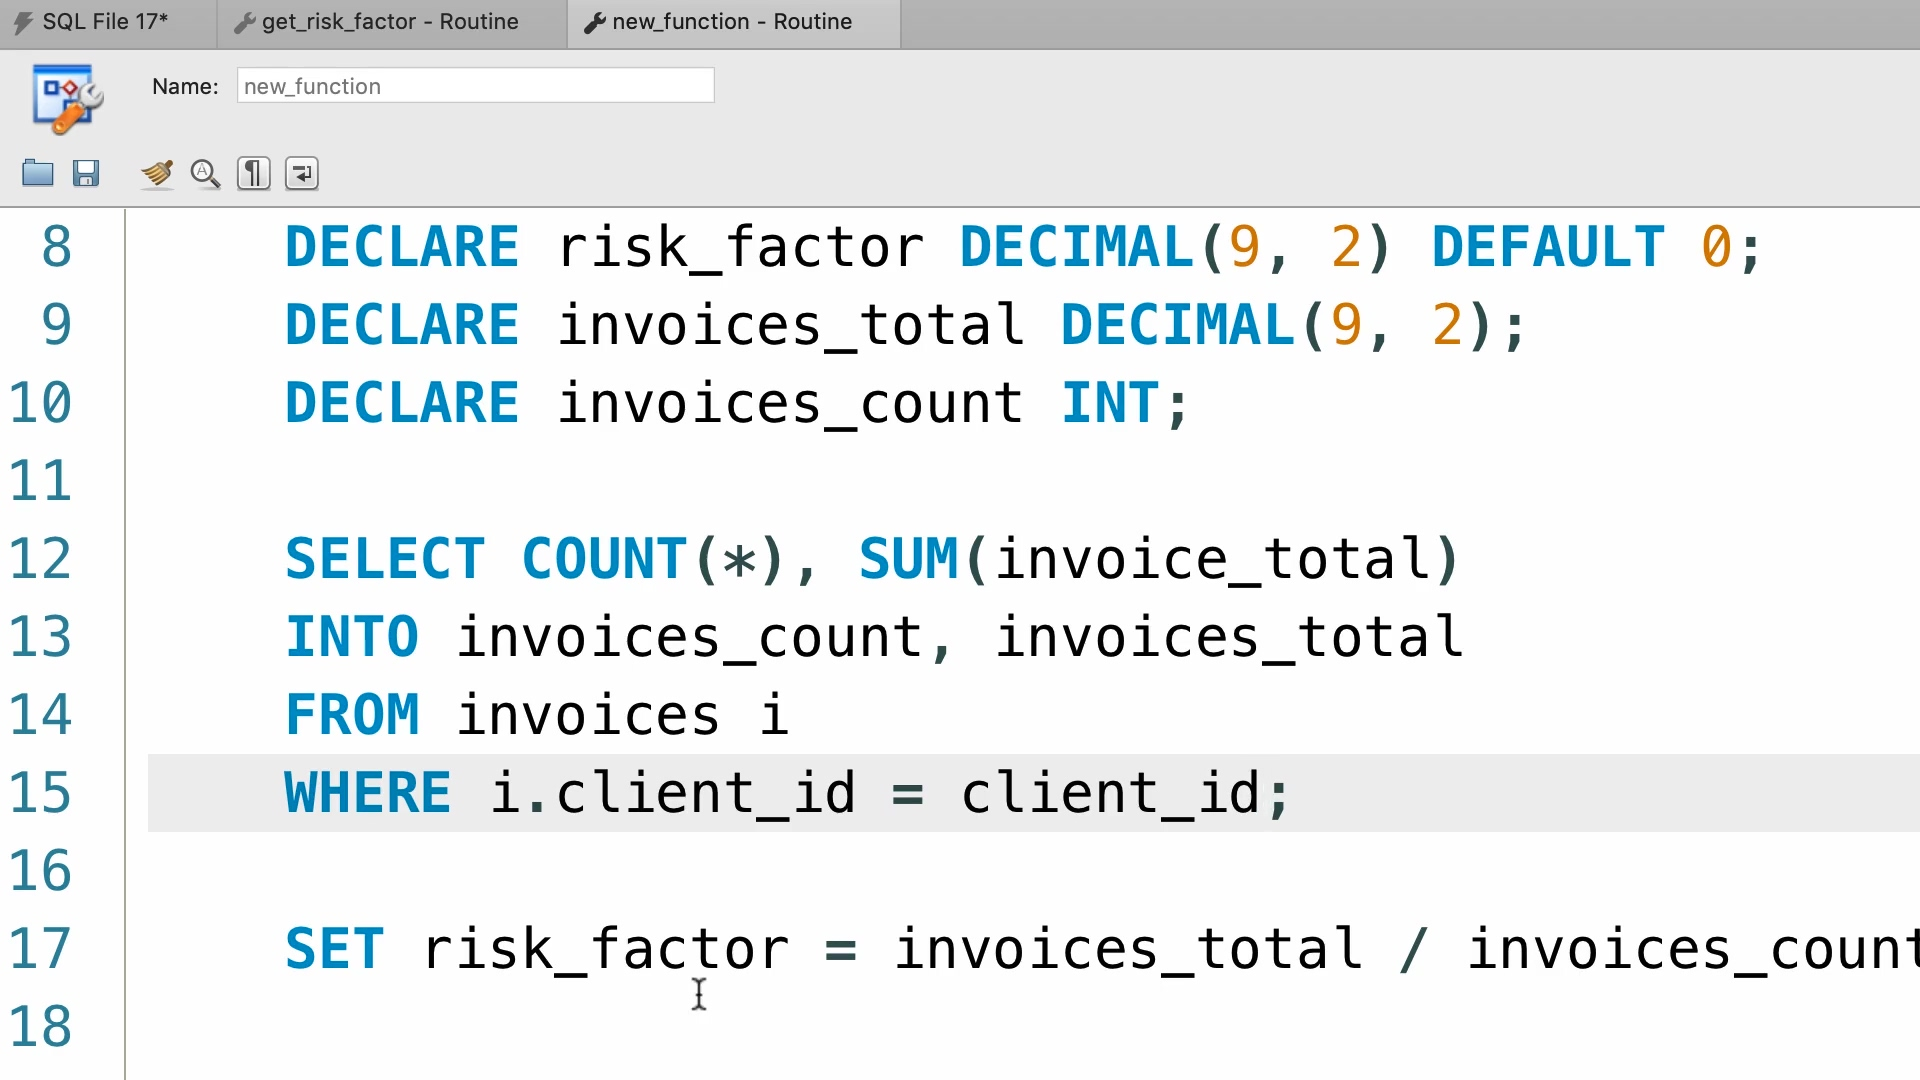 SQL File 17*
get_risk_factor - Routine
new_function - Routine
Name: new_function
8 DECLARE risk_factor DECIMAL(9, 2) DEFAULT 0;
9 DECLARE invoices_total DECIMAL(9, 2);
10 DECLARE invoices_count INT;
11
12 SELECT COUNT(*), SUM(invoice_total)
13 INTO invoices_count, invoices_total
14 FROM invoices i
15 WHERE i.client_id = client_id;
16
17 SET risk_factor = invoices_total / invoices_count
18